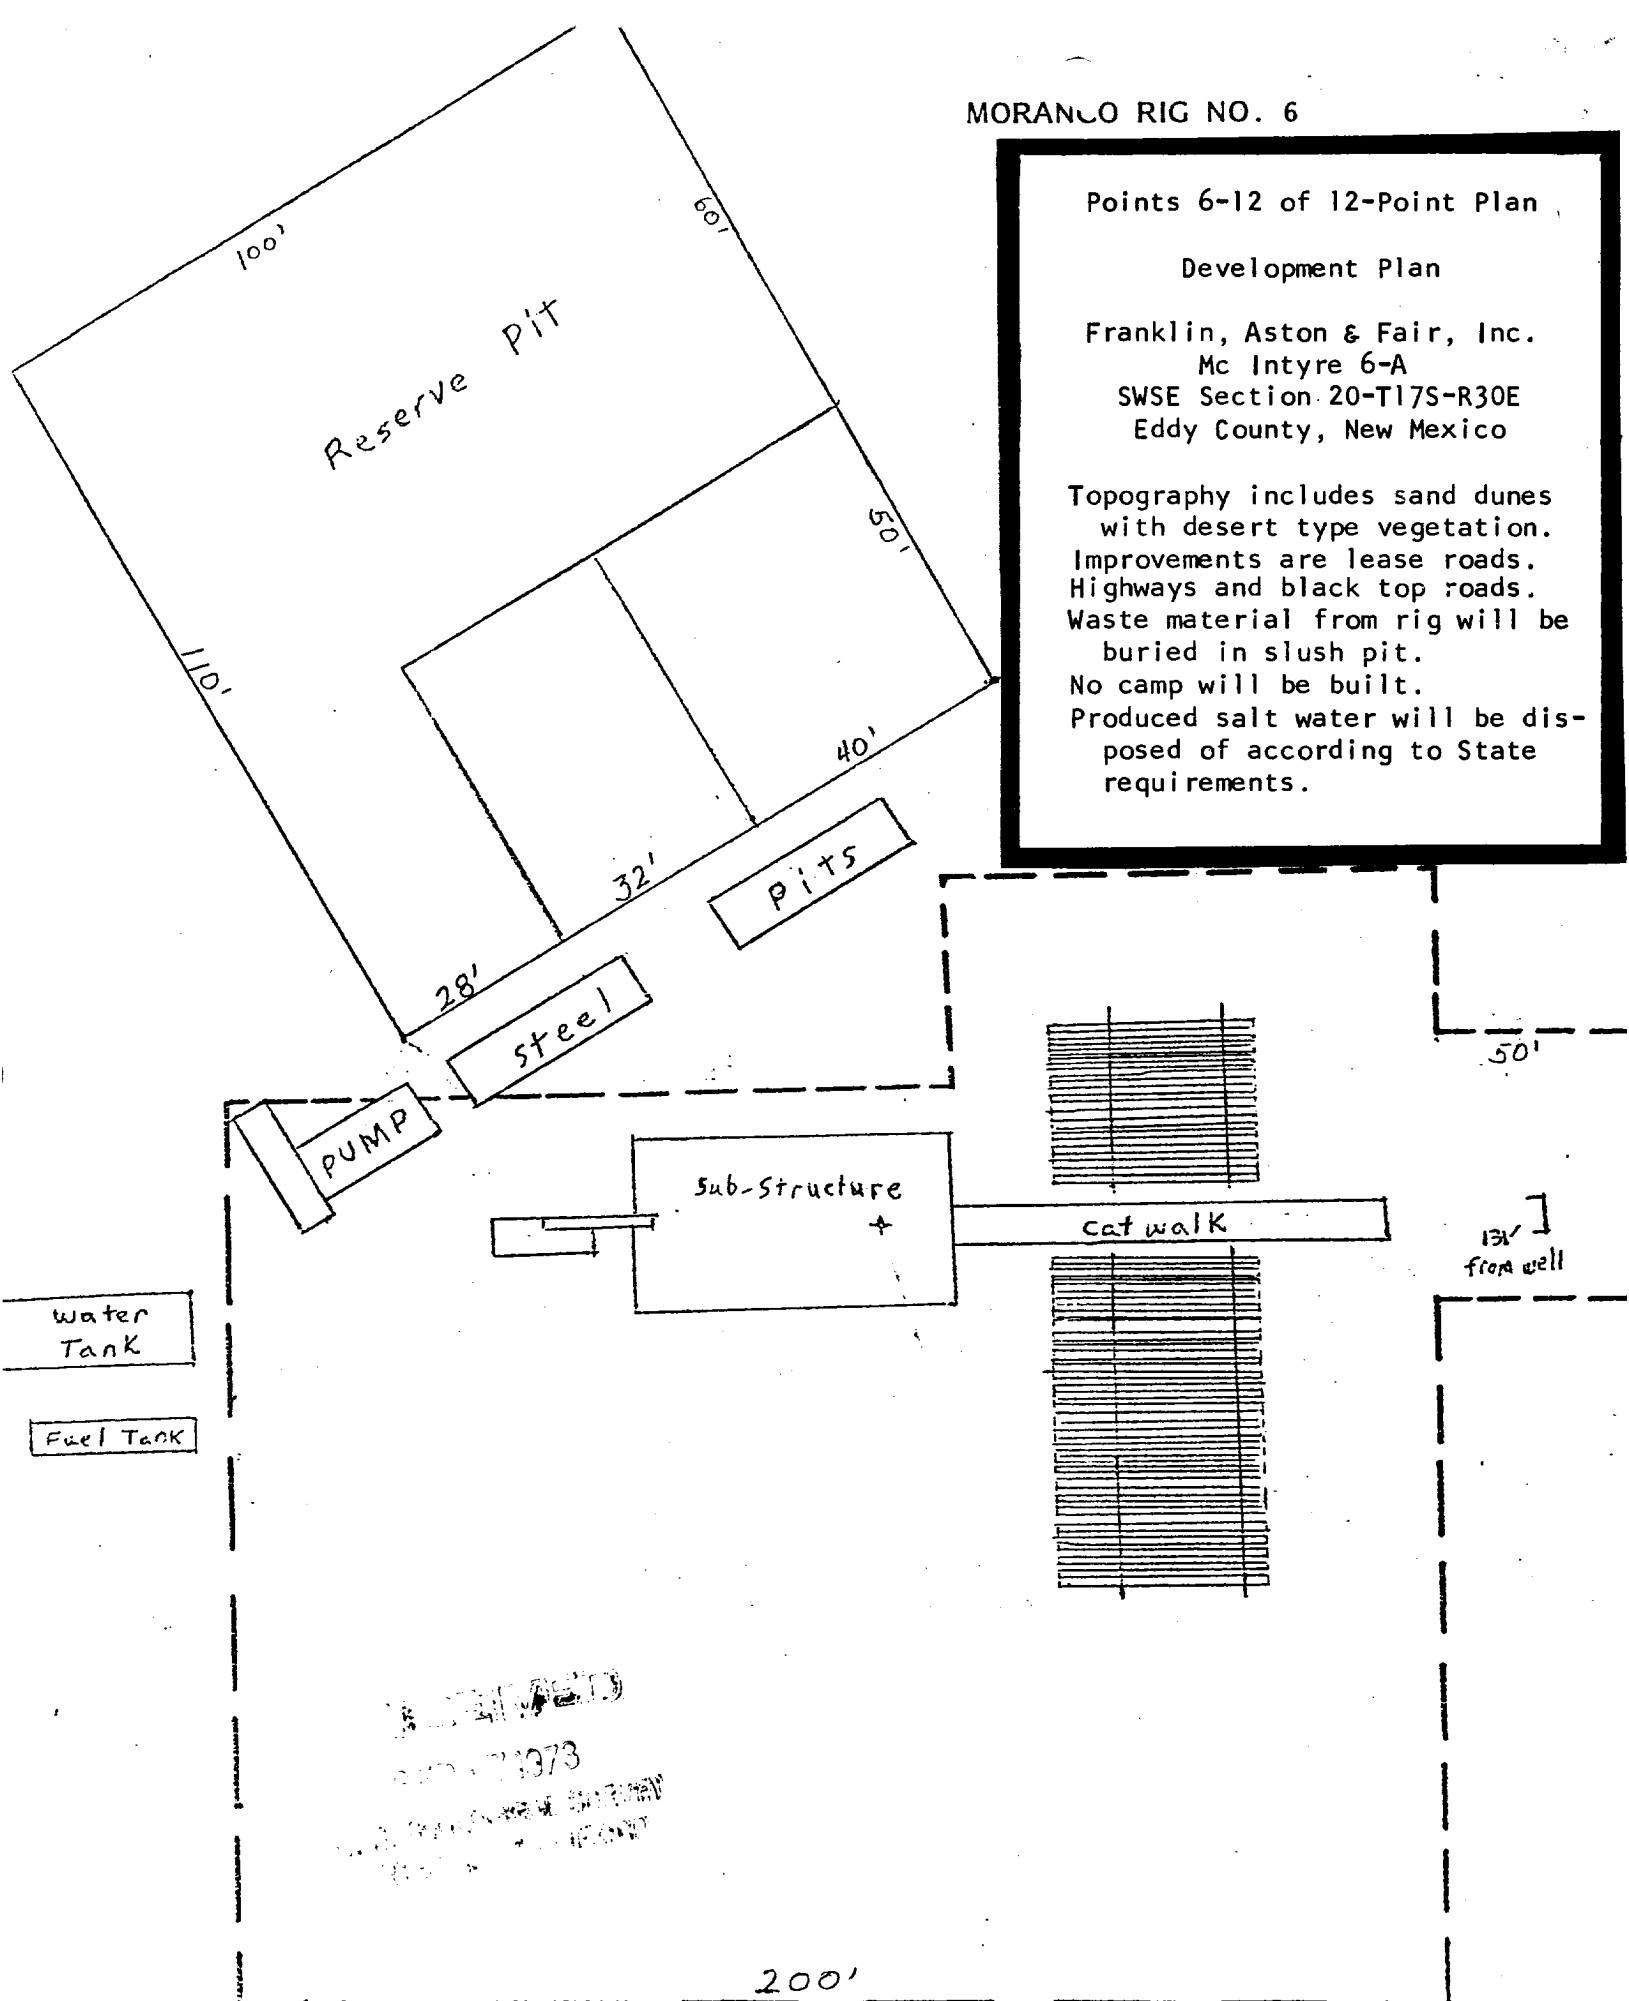 MORANCO RIG NO. 6
Points 6-12 of 12-Point Plan
Development Plan
Franklin, Aston & Fair, Inc.
Mc Intyre 6-A
SWSE Section 20-T17S-R30E
Eddy County, New Mexico
Topography includes sand dunes
with desert type vegetation.
Improvements are lease roads.
Highways and black top roads.
Waste material from rig will be
buried in slush pit.
No camp will be built.
Produced salt water will be dis-
posed of according to State
requirements.
100'
60'
Reserve Pit
50'
110'
40'
32'
28'
Pits
Steel
PUMP
50'
Sub-Structure
Catwalk
from well
Water
Tank
Fuel Tank
1973
200'